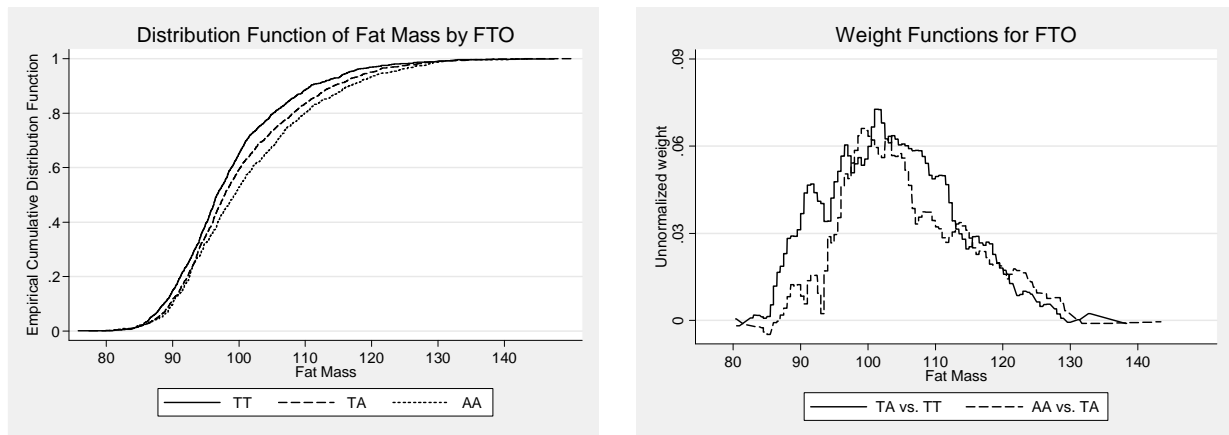 Distribution Function of Fat Mass by FTO
Empirical Cumulative Distribution Function
1
.8
.6
.4
.2
0
80 90 100 110 120 130 140
Fat Mass
TT TA AA
Weight Functions for FTO
Unnormalized weight
.09
.06
.03
0
80 90 100 110 120 130 140
Fat Mass
TA vs. TT AA vs. TA